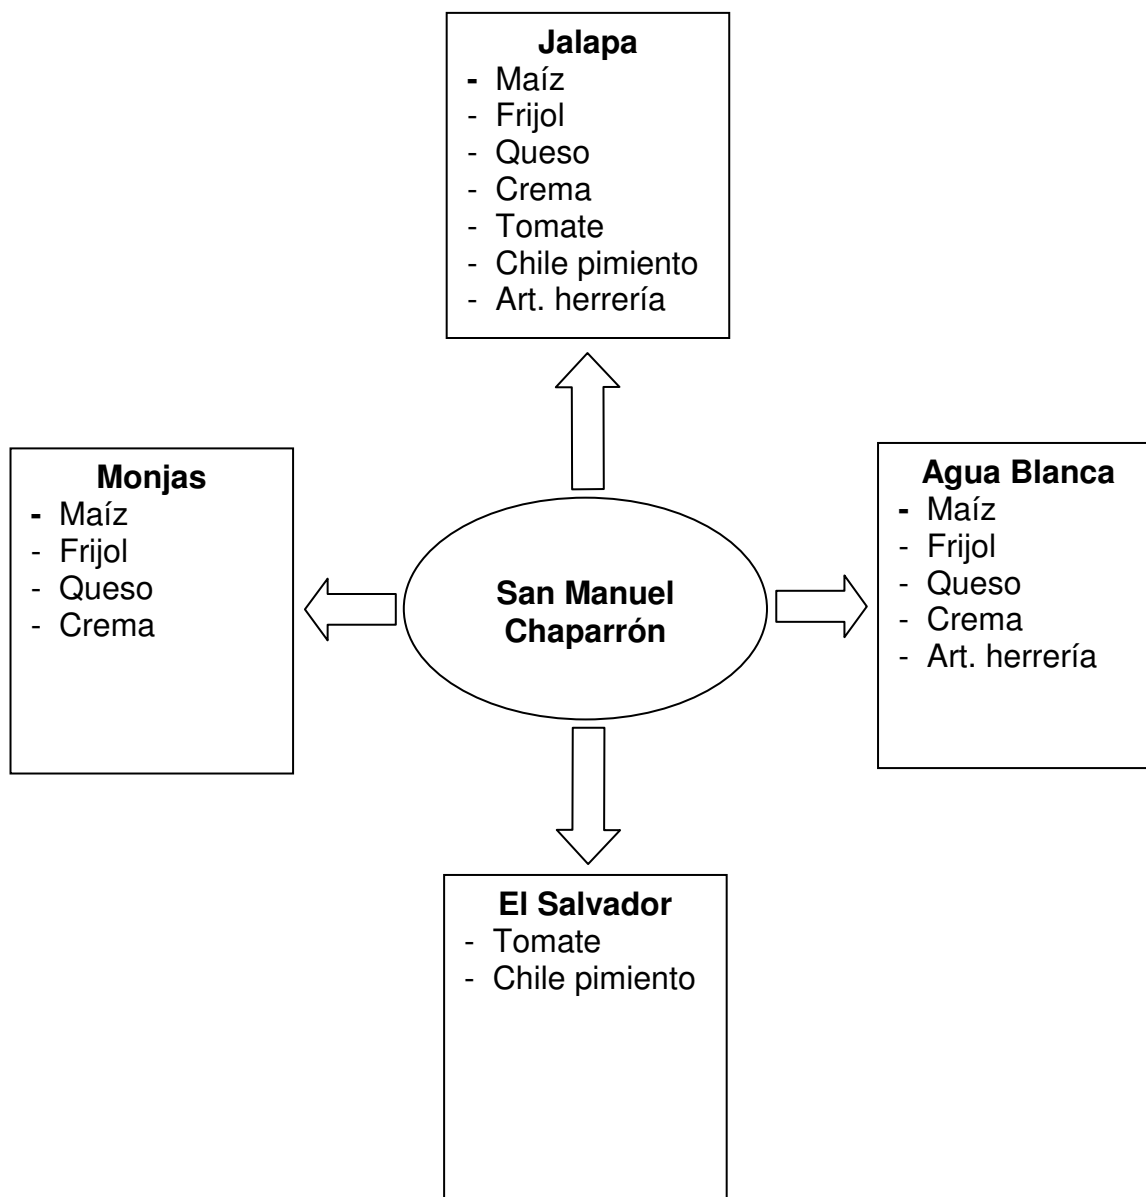 Jalapa
- Maíz
- Frijol
- Queso
- Crema
- Tomate
- Chile pimiento
- Art. herrería
Monjas
- Maíz
- Frijol
- Queso
- Crema
San Manuel
Chaparrón
Agua Blanca
- Maíz
- Frijol
- Queso
- Crema
- Art. herrería
El Salvador
- Tomate
- Chile pimiento